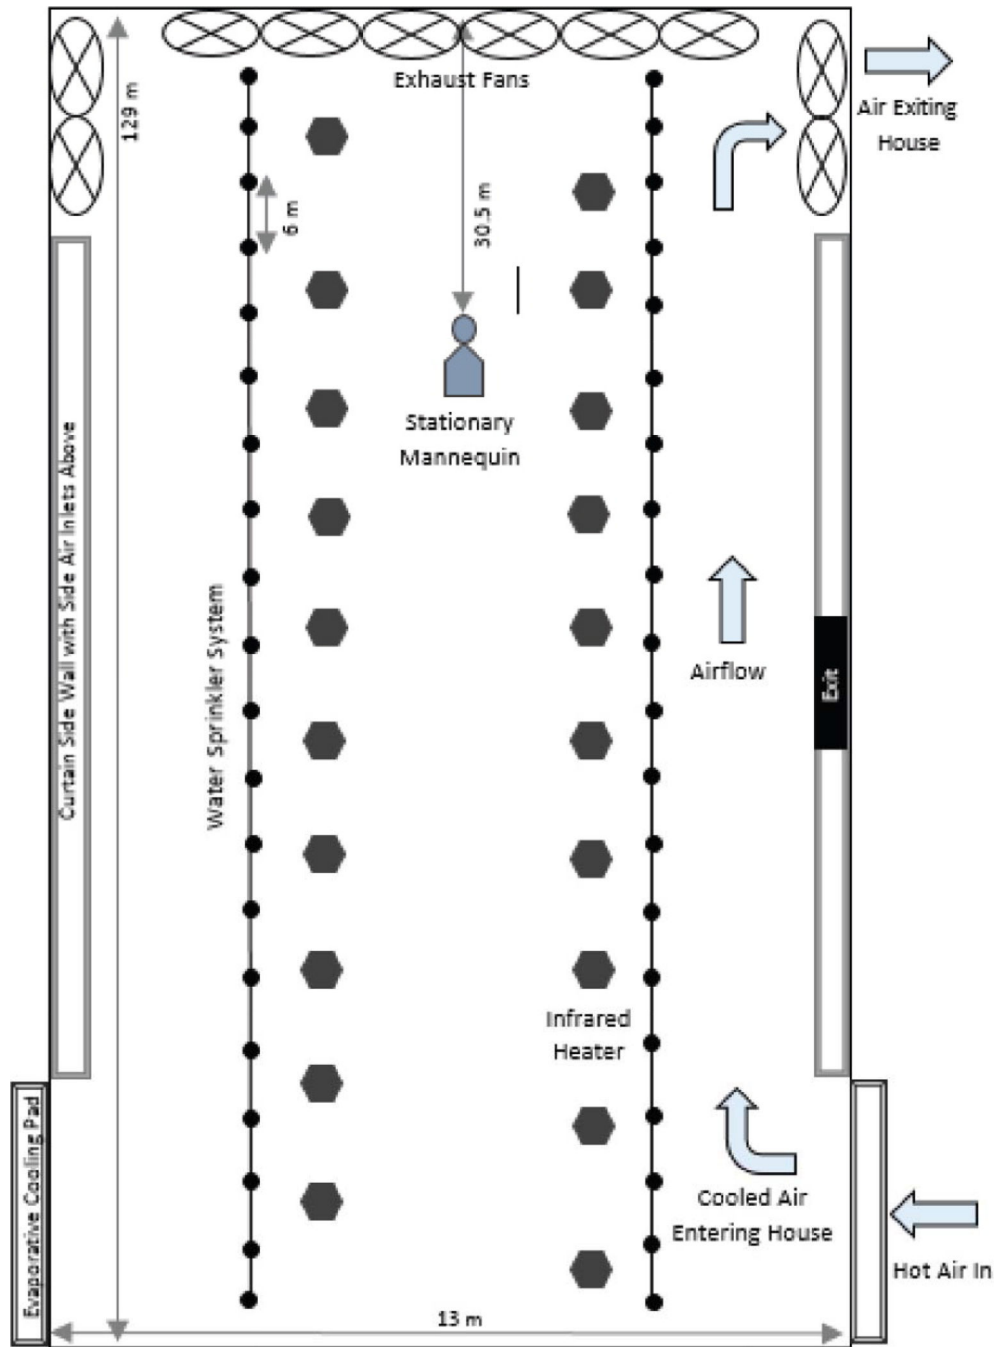 Exhaust Fans
129 m
Air Exiting
House
6 m
30.5 m
Stationary
Mannequin
Curtain Side Wall with Side Air Inlets Above
Water Sprinkler System
Airflow
Exit
Infrared
Heater
Evaporative Cooling Pad
Cooled Air
Entering House
Hot Air In
13 m